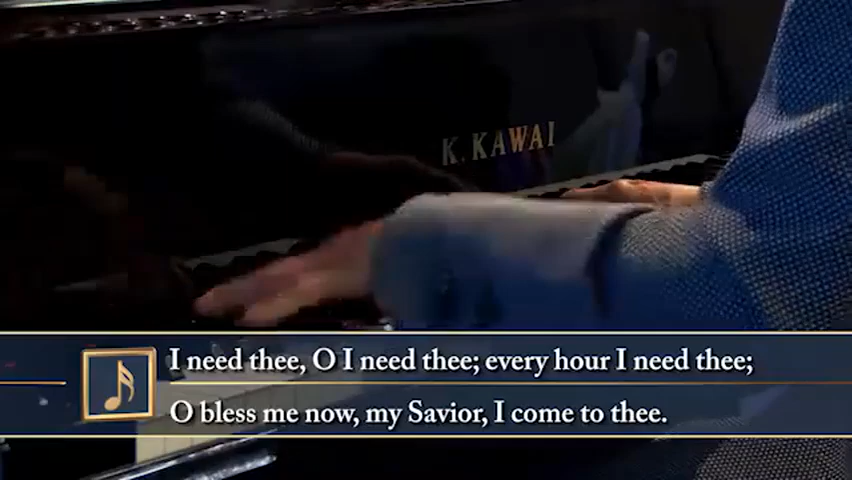 K. KAWAI
I need thee, O I need thee; every hour I need thee;
O bless me now, my Savior, I come to thee.